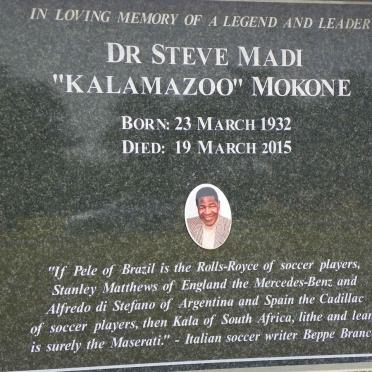 IN LOVING MEMORY OF A LEGEND AND LEADER
DR STEVE MADI
"KALAMAZOO" MOKONE
BORN: 23 MARCH 1932
DIED: 19 MARCH 2015
"If Pele of Brazil is the Rolls-Royce of soccer players,
Stanley Matthews of England the Mercedes-Benz and
Alfredo di Stefano of Argentina and Spain the Cadillac
of soccer players, then Kala of South Africa, lithe and lean
is surely the Maserati." - Italian soccer writer Beppe Branc